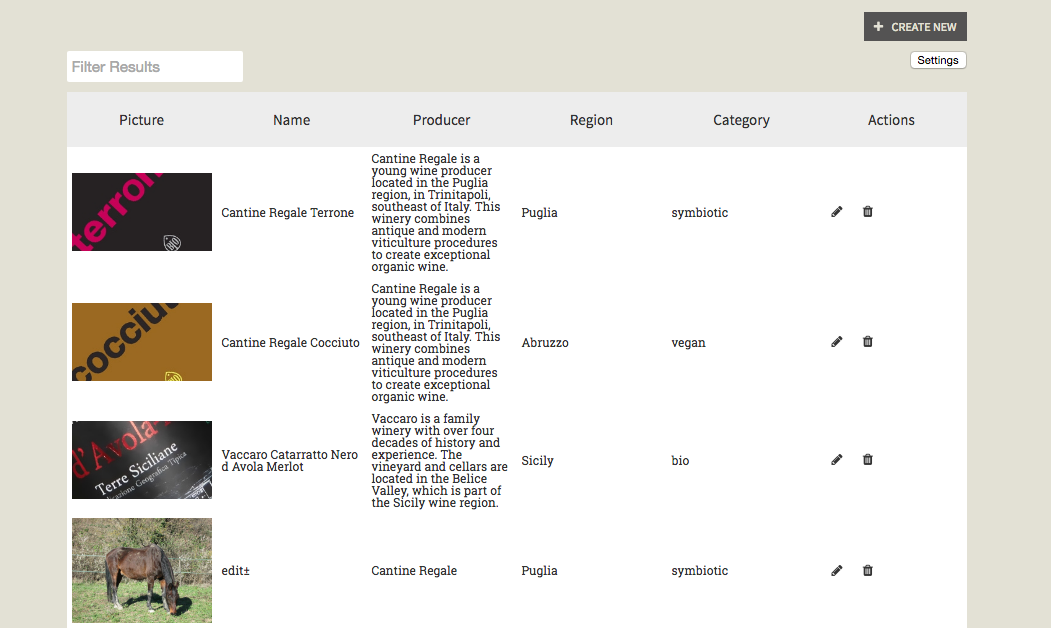 CREATE NEW
Filter Results
Settings
Picture Name Producer Region Category Actions
terron
Cantine Regale Terrone
Cantine Regale is a
young wine producer
located in the Puglia
region, in Trinitapoli,
southeast of Italy. This
winery combines
antique and modern
viticulture procedures
to create exceptional
organic wine.
Puglia
symbiotic
cocciut
Cantine Regale Cocciuto
Cantine Regale is a
young wine producer
located in the Puglia
region, in Trinitapoli,
southeast of Italy. This
winery combines
antique and modern
viticulture procedures
to create exceptional
organic wine.
Abruzzo
vegan
d'Avola
Terre Siciliane
Geografica Tipica
Vaccaro Catarratto Nero
d Avola Merlot
Vaccaro is a family
winery with over four
decades of history and
experience. The
vineyard and cellars are
located in the Belice
Valley, which is part of
the Sicily wine region.
Sicily
bio
edit±
Cantine Regale
Puglia
symbiotic